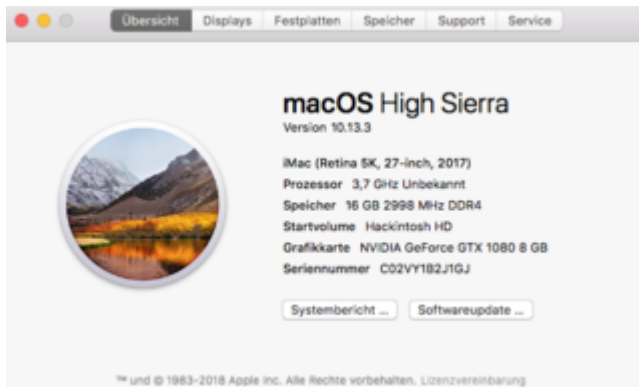 Übersicht Displays Festplatten Speicher Support Service
macOS High Sierra
Version 10.13.3
iMac (Retina 5K, 27-inch, 2017)
Prozessor 3,7 GHz Unbekannt
Speicher 16 GB 2998 MHz DDR4
Startvolume Hackintosh HD
Grafikkarte NVIDIA GeForce GTX 1080 8 GB
Seriennummer C02VY1B2J1GJ
Systembericht ... Softwareupdate ...
™ und © 1983-2018 Apple Inc. Alle Rechte vorbehalten. Lizenzvereinbarung